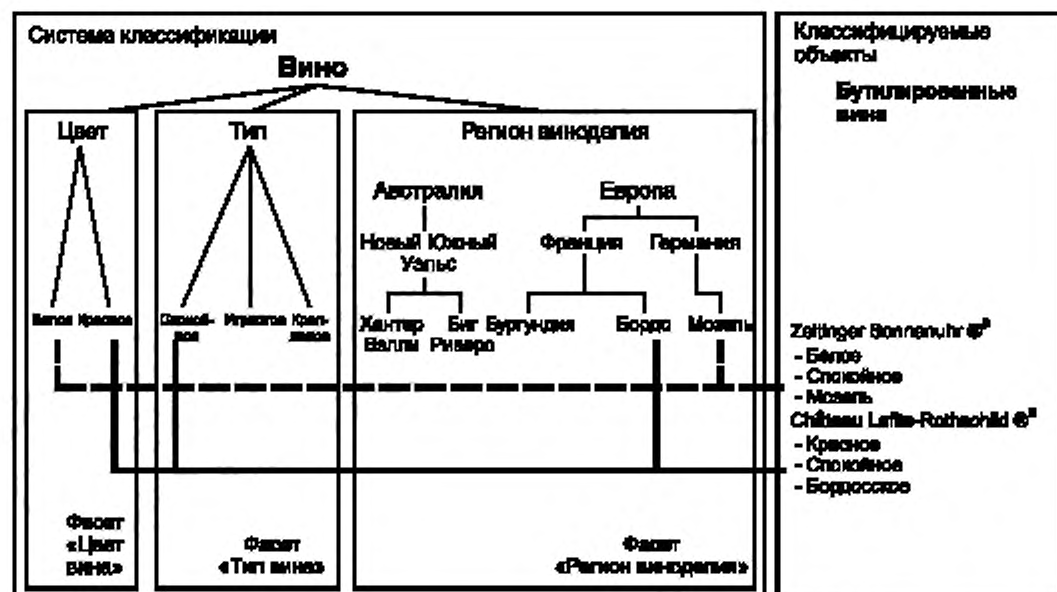 Система классификации
Вино
Цвет
Тип
Регион виноделия
Австралия
Европа
Новый Южный
Уэльс
Франция
Германия
Белое Красное
Спокой-
ное
Игристое
Креп-
леное
Хантер
Валли
Биг
Риверс
Бургундия
Бордо
Мозель
Фасет
«Цвет
вина»
Фасет
«Тип вина»
Фасет
«Регион виноделия»
Классифицируемые
объекты
Бутилированные
вина
Zeltinger Sonnenuhr ®
- Белое
- Спокойное
- Мозель
Château Lafite-Rothschild ®
- Красное
- Спокойное
- Бордосское